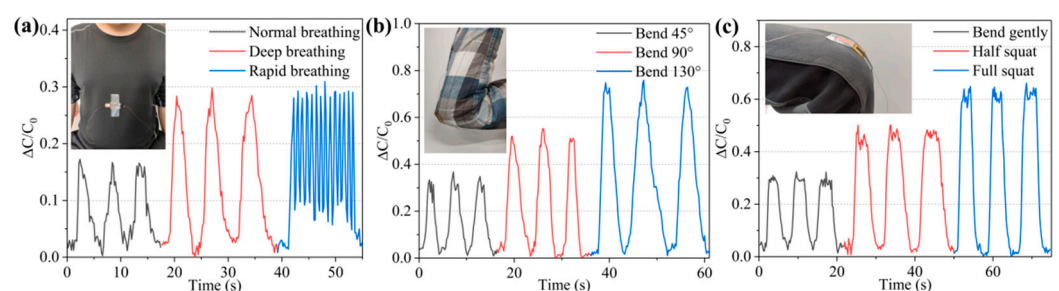 (a)
Normal breathing
Deep breathing
Rapid breathing
ΔC/C₀
0.4
0.3
0.2
0.1
0.0
0 10 20 30 40 50
Time (s)
(b)
Bend 45°
Bend 90°
Bend 130°
ΔC/C₀
1.0
0.8
0.6
0.4
0.2
0.0
0 20 40 60
Time (s)
(c)
Bend gently
Half squat
Full squat
ΔC/C₀
0.8
0.6
0.4
0.2
0.0
0 20 40 60
Time (s)